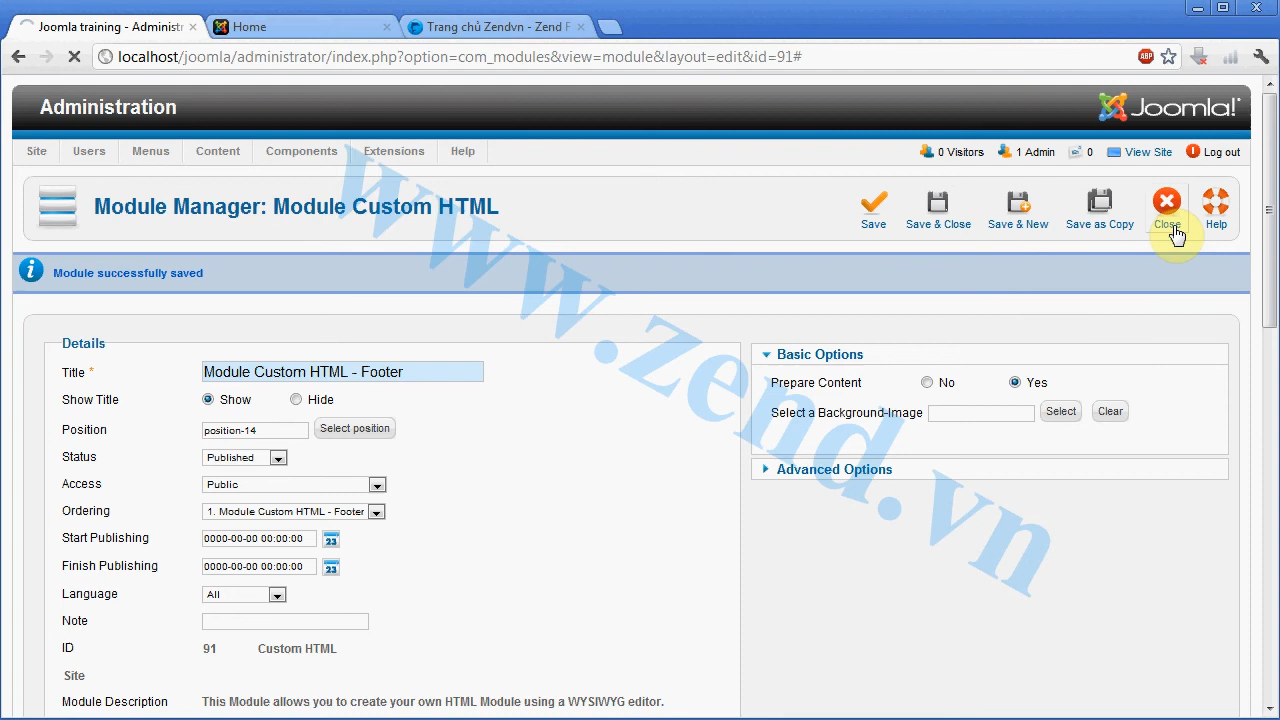 Joomla training - Administr
Home
Trang chủ Zendvn - Zend F
localhost/joomla/administrator/index.php?option=com_modules&view=module&layout=edit&id=91#
ABP
Administration
Joomla!
Site Users Menus Content Components Extensions Help
0 Visitors 1 Admin 0 View Site Log out
Module Manager: Module Custom HTML
Save Save & Close Save & New Save as Copy Close Help
Module successfully saved
Details
Title * Module Custom HTML - Footer
Show Title Show Hide
Position position-14 Select position
Status Published
Access Public
Ordering 1. Module Custom HTML - Footer
Start Publishing 0000-00-00 00:00:00 23
Finish Publishing 0000-00-00 00:00:00 23
Language All
Note
ID 91 Custom HTML
Site
Module Description This Module allows you to create your own HTML Module using a WYSIWYG editor.
Basic Options
Prepare Content No Yes
Select a Background-Image Select Clear
Advanced Options
www.zend.vn